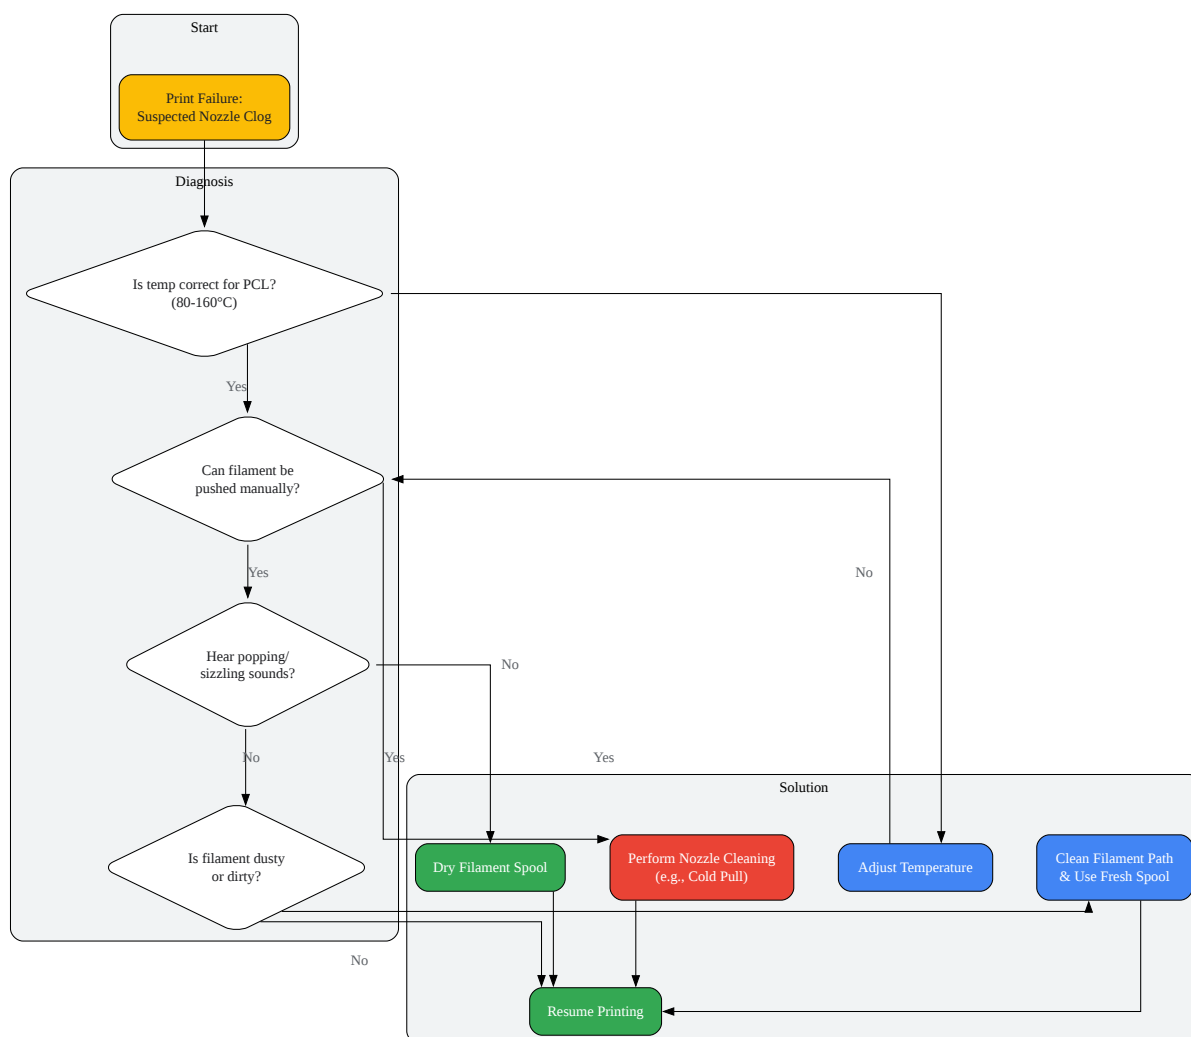 Start
Print Failure:
Suspected Nozzle Clog
Diagnosis
Is temp correct for PCL?
(80-160°C)
Yes
Can filament be
pushed manually?
Yes
No
Hear popping/
sizzling sounds?
No
No
Yes
Yes
Solution
Is filament dusty
or dirty?
Dry Filament Spool
Perform Nozzle Cleaning
(e.g., Cold Pull)
Adjust Temperature
Clean Filament Path
& Use Fresh Spool
No
Resume Printing